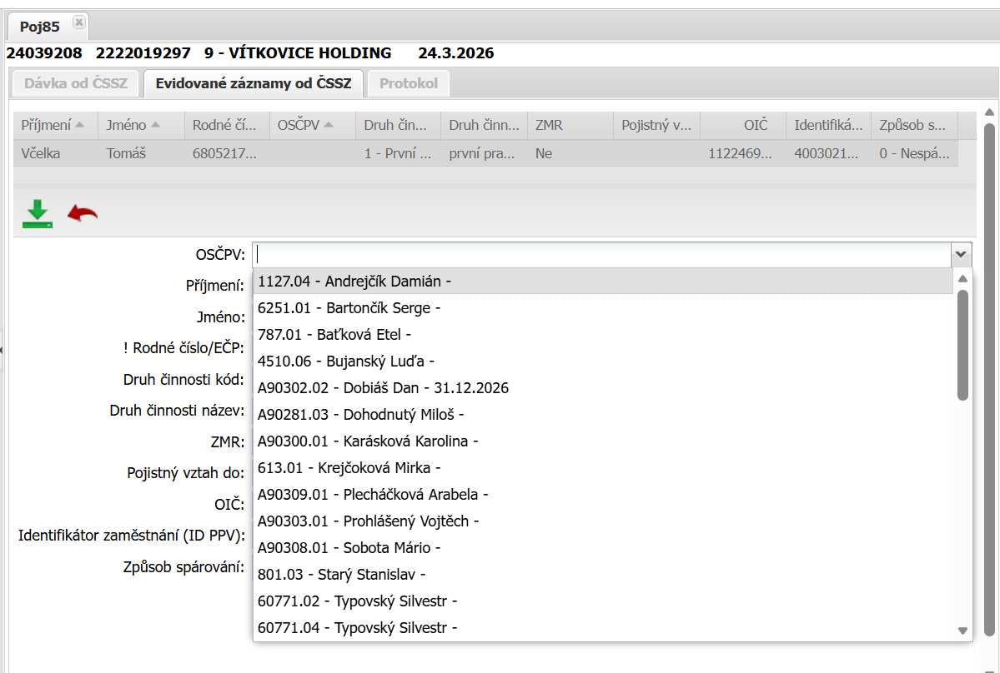 Poj85
24039208 2222019297 9 - VÍTKOVICE HOLDING 24.3.2026
Dávka od ČSSZ Evidované záznamy od ČSSZ Protokol
Příjmení Jméno Rodné čí... OSČPV Druh čin... Druh činn... ZMR Pojistný v... OIČ Identifiká... Způsob s...
Včelka Tomáš 6805217... 1 - První ... první pra... Ne 1122469... 4003021... 0 - Nespá...
OSČPV:
1127.04 - Andrejčík Damián -
Příjmení:
6251.01 - Bartončík Serge -
Jméno:
787.01 - Baťková Etel -
! Rodné číslo/EČP:
4510.06 - Bujanský Luďa -
Druh činnosti kód:
A90302.02 - Dobiáš Dan - 31.12.2026
Druh činnosti název:
A90281.03 - Dohodnutý Miloš -
ZMR:
A90300.01 - Karásková Karolina -
Pojistný vztah do:
613.01 - Krejčoková Mirka -
A90309.01 - Plecháčková Arabela -
OIČ:
A90303.01 - Prohlášený Vojtěch -
Identifikátor zaměstnání (ID PPV):
A90308.01 - Sobota Mário -
Způsob spárování:
801.03 - Starý Stanislav -
60771.02 - Typovský Silvestr -
60771.04 - Typovský Silvestr -